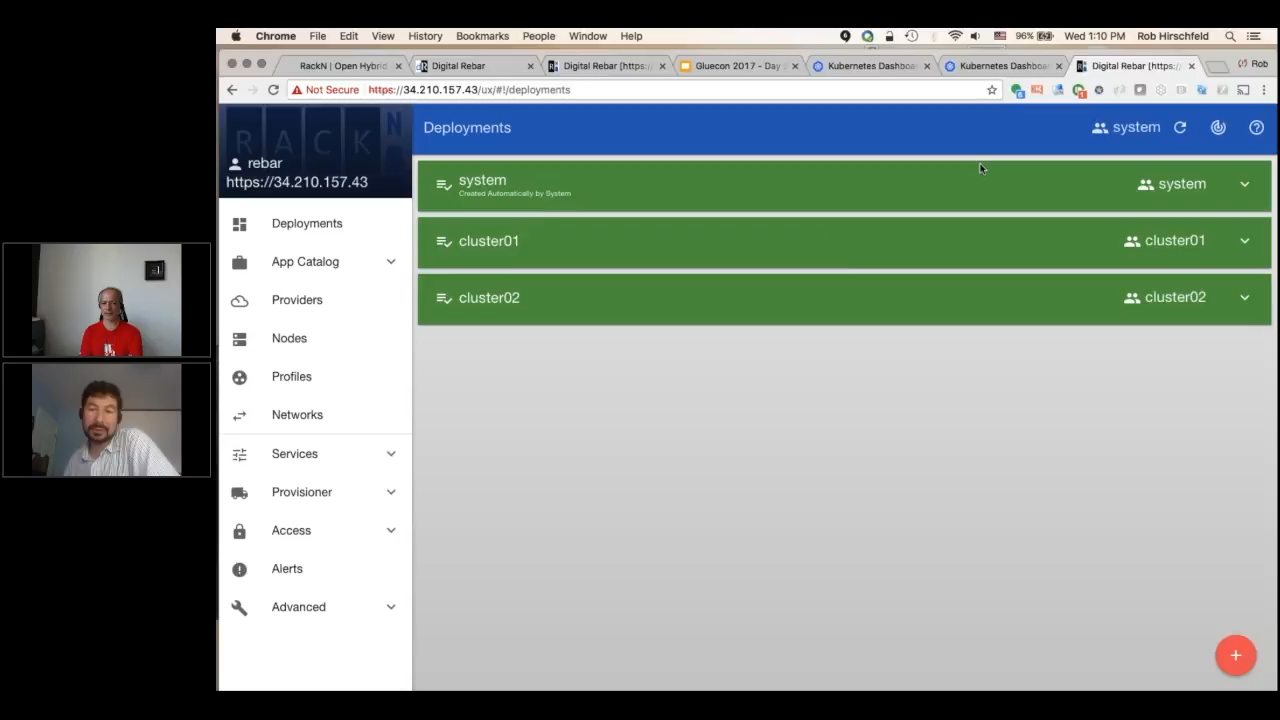 Chrome File Edit View History Bookmarks People Window Help 96% Wed 1:10 PM Rob Hirschfeld
RackN | Open Hybrid Digital Rebar Digital Rebar [https: Gluecon 2017 - Day Kubernetes Dashboa Kubernetes Dashboa Digital Rebar [https: Rob
Not Secure https://34.210.157.43/ux/#!/deployments
RACKN
rebar
https://34.210.157.43
Deployments system
system
Created Automatically by System
system
cluster01 cluster01
cluster02 cluster02
Deployments
App Catalog
Providers
Nodes
Profiles
Networks
Services
Provisioner
Access
Alerts
Advanced
+